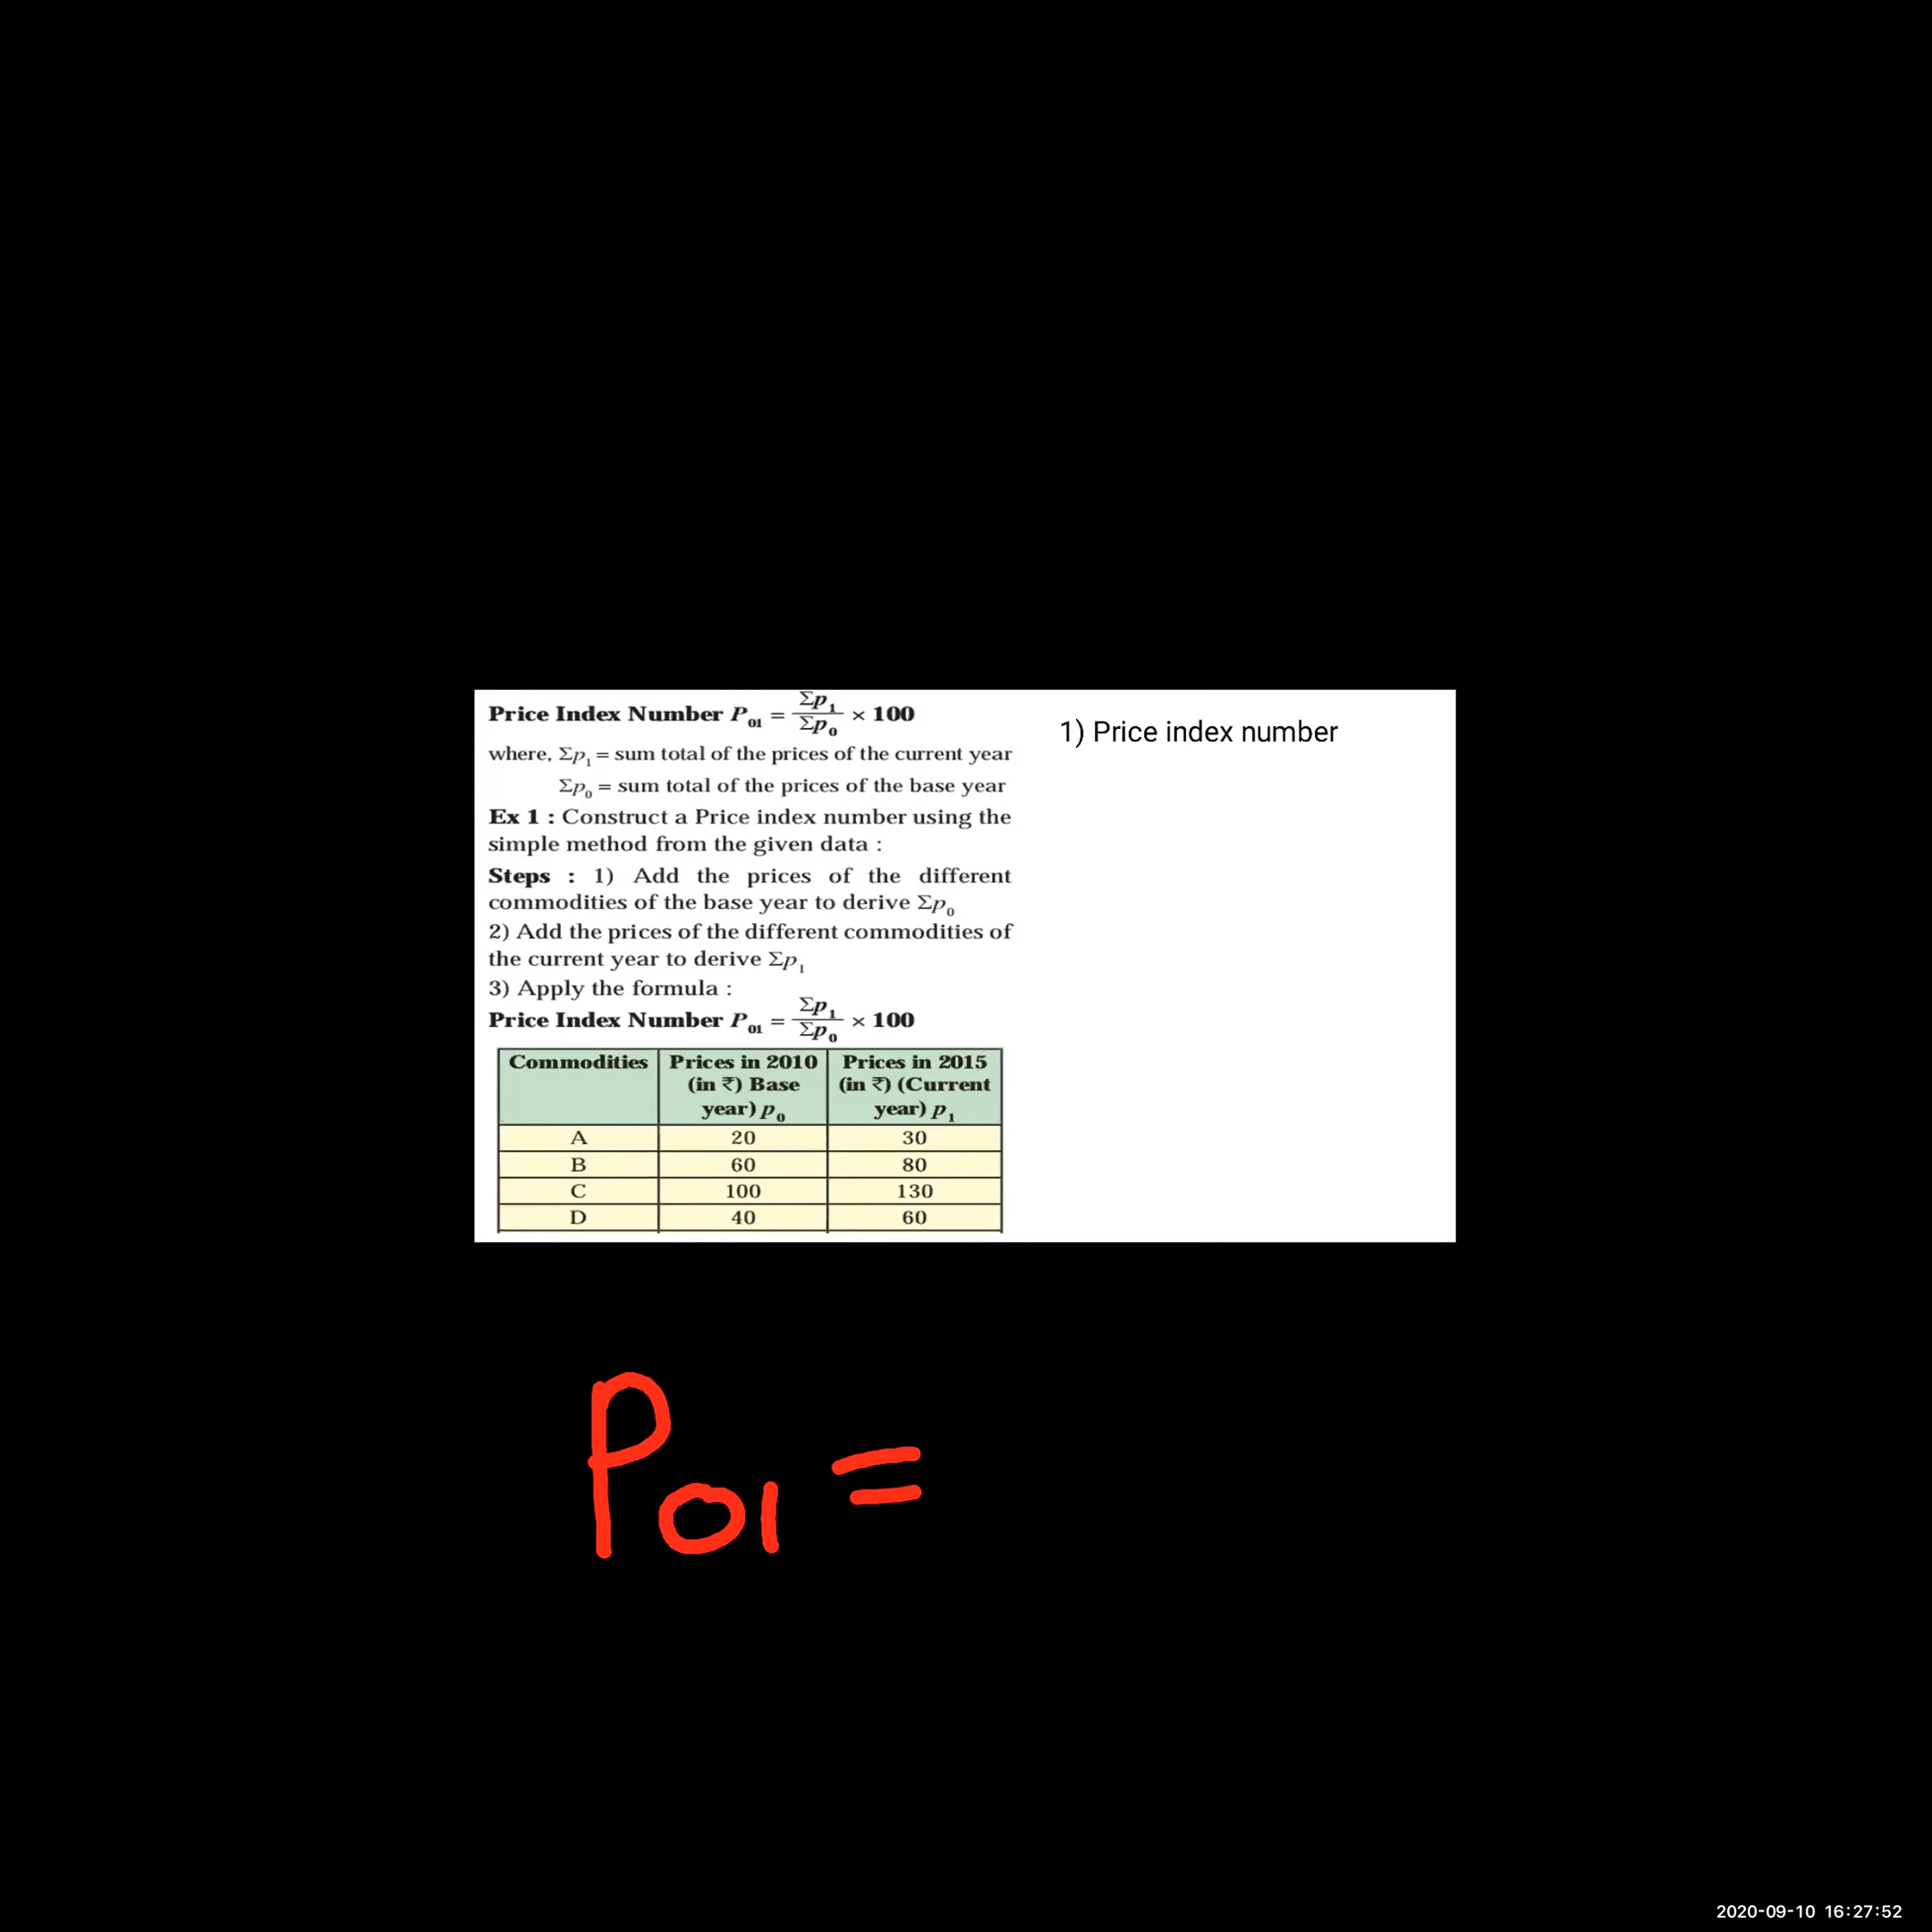 Price Index Number P₀₁ = Σp₁/Σp₀ × 100
where, Σp₁ = sum total of the prices of the current year
Σp₀ = sum total of the prices of the base year
Ex 1 : Construct a Price index number using the
simple method from the given data :
Steps : 1) Add the prices of the different
commodities of the base year to derive Σp₀
2) Add the prices of the different commodities of
the current year to derive Σp₁
3) Apply the formula :
Price Index Number P₀₁ = Σp₁/Σp₀ × 100
Commodities | Prices in 2010 (in ₹) Base year) p₀ | Prices in 2015 (in ₹) (Current year) p₁
A 20 30
B 60 80
C 100 130
D 40 60
1) Price index number
P₀₁ =
2020-09-10 16:27:52